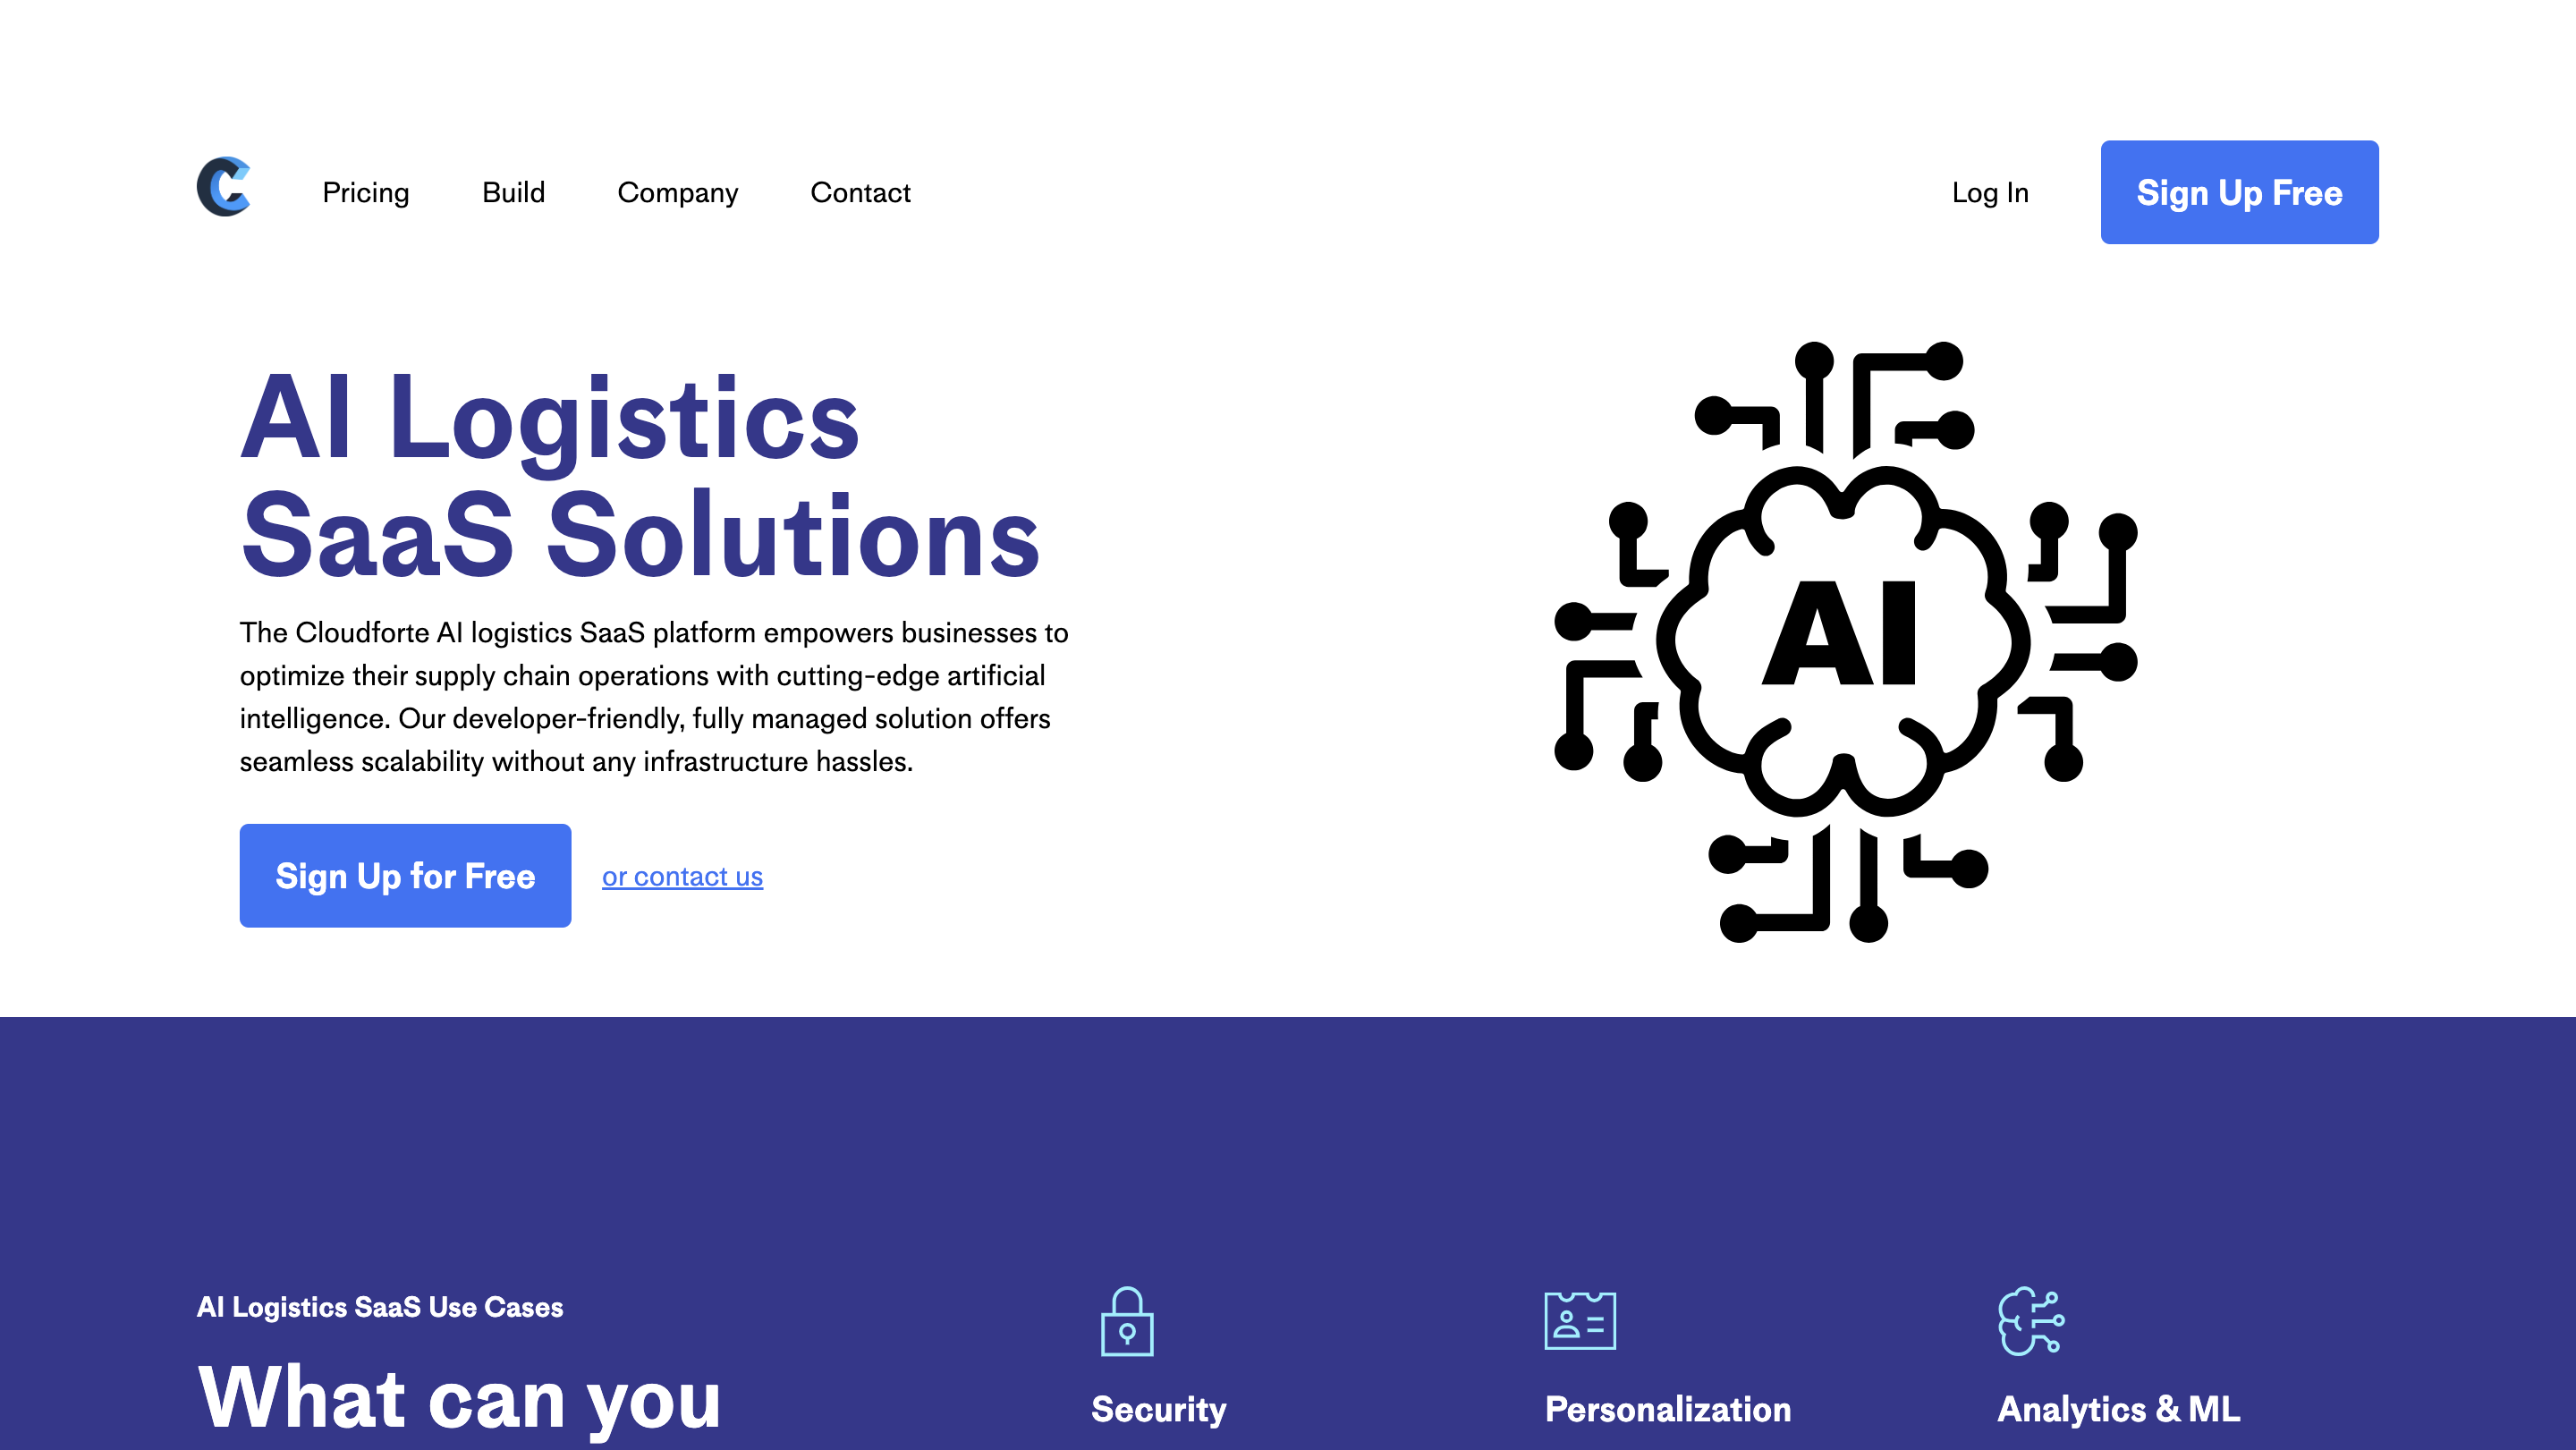 Pricing
Build
Company
Contact
Log In
Sign Up Free
AI Logistics
SaaS Solutions
The Cloudforte AI logistics SaaS platform empowers businesses to
optimize their supply chain operations with cutting-edge artificial
intelligence. Our developer-friendly, fully managed solution offers
seamless scalability without any infrastructure hassles.
Sign Up for Free
or contact us
AI
AI Logistics SaaS Use Cases
What can you
Security
Personalization
Analytics & ML